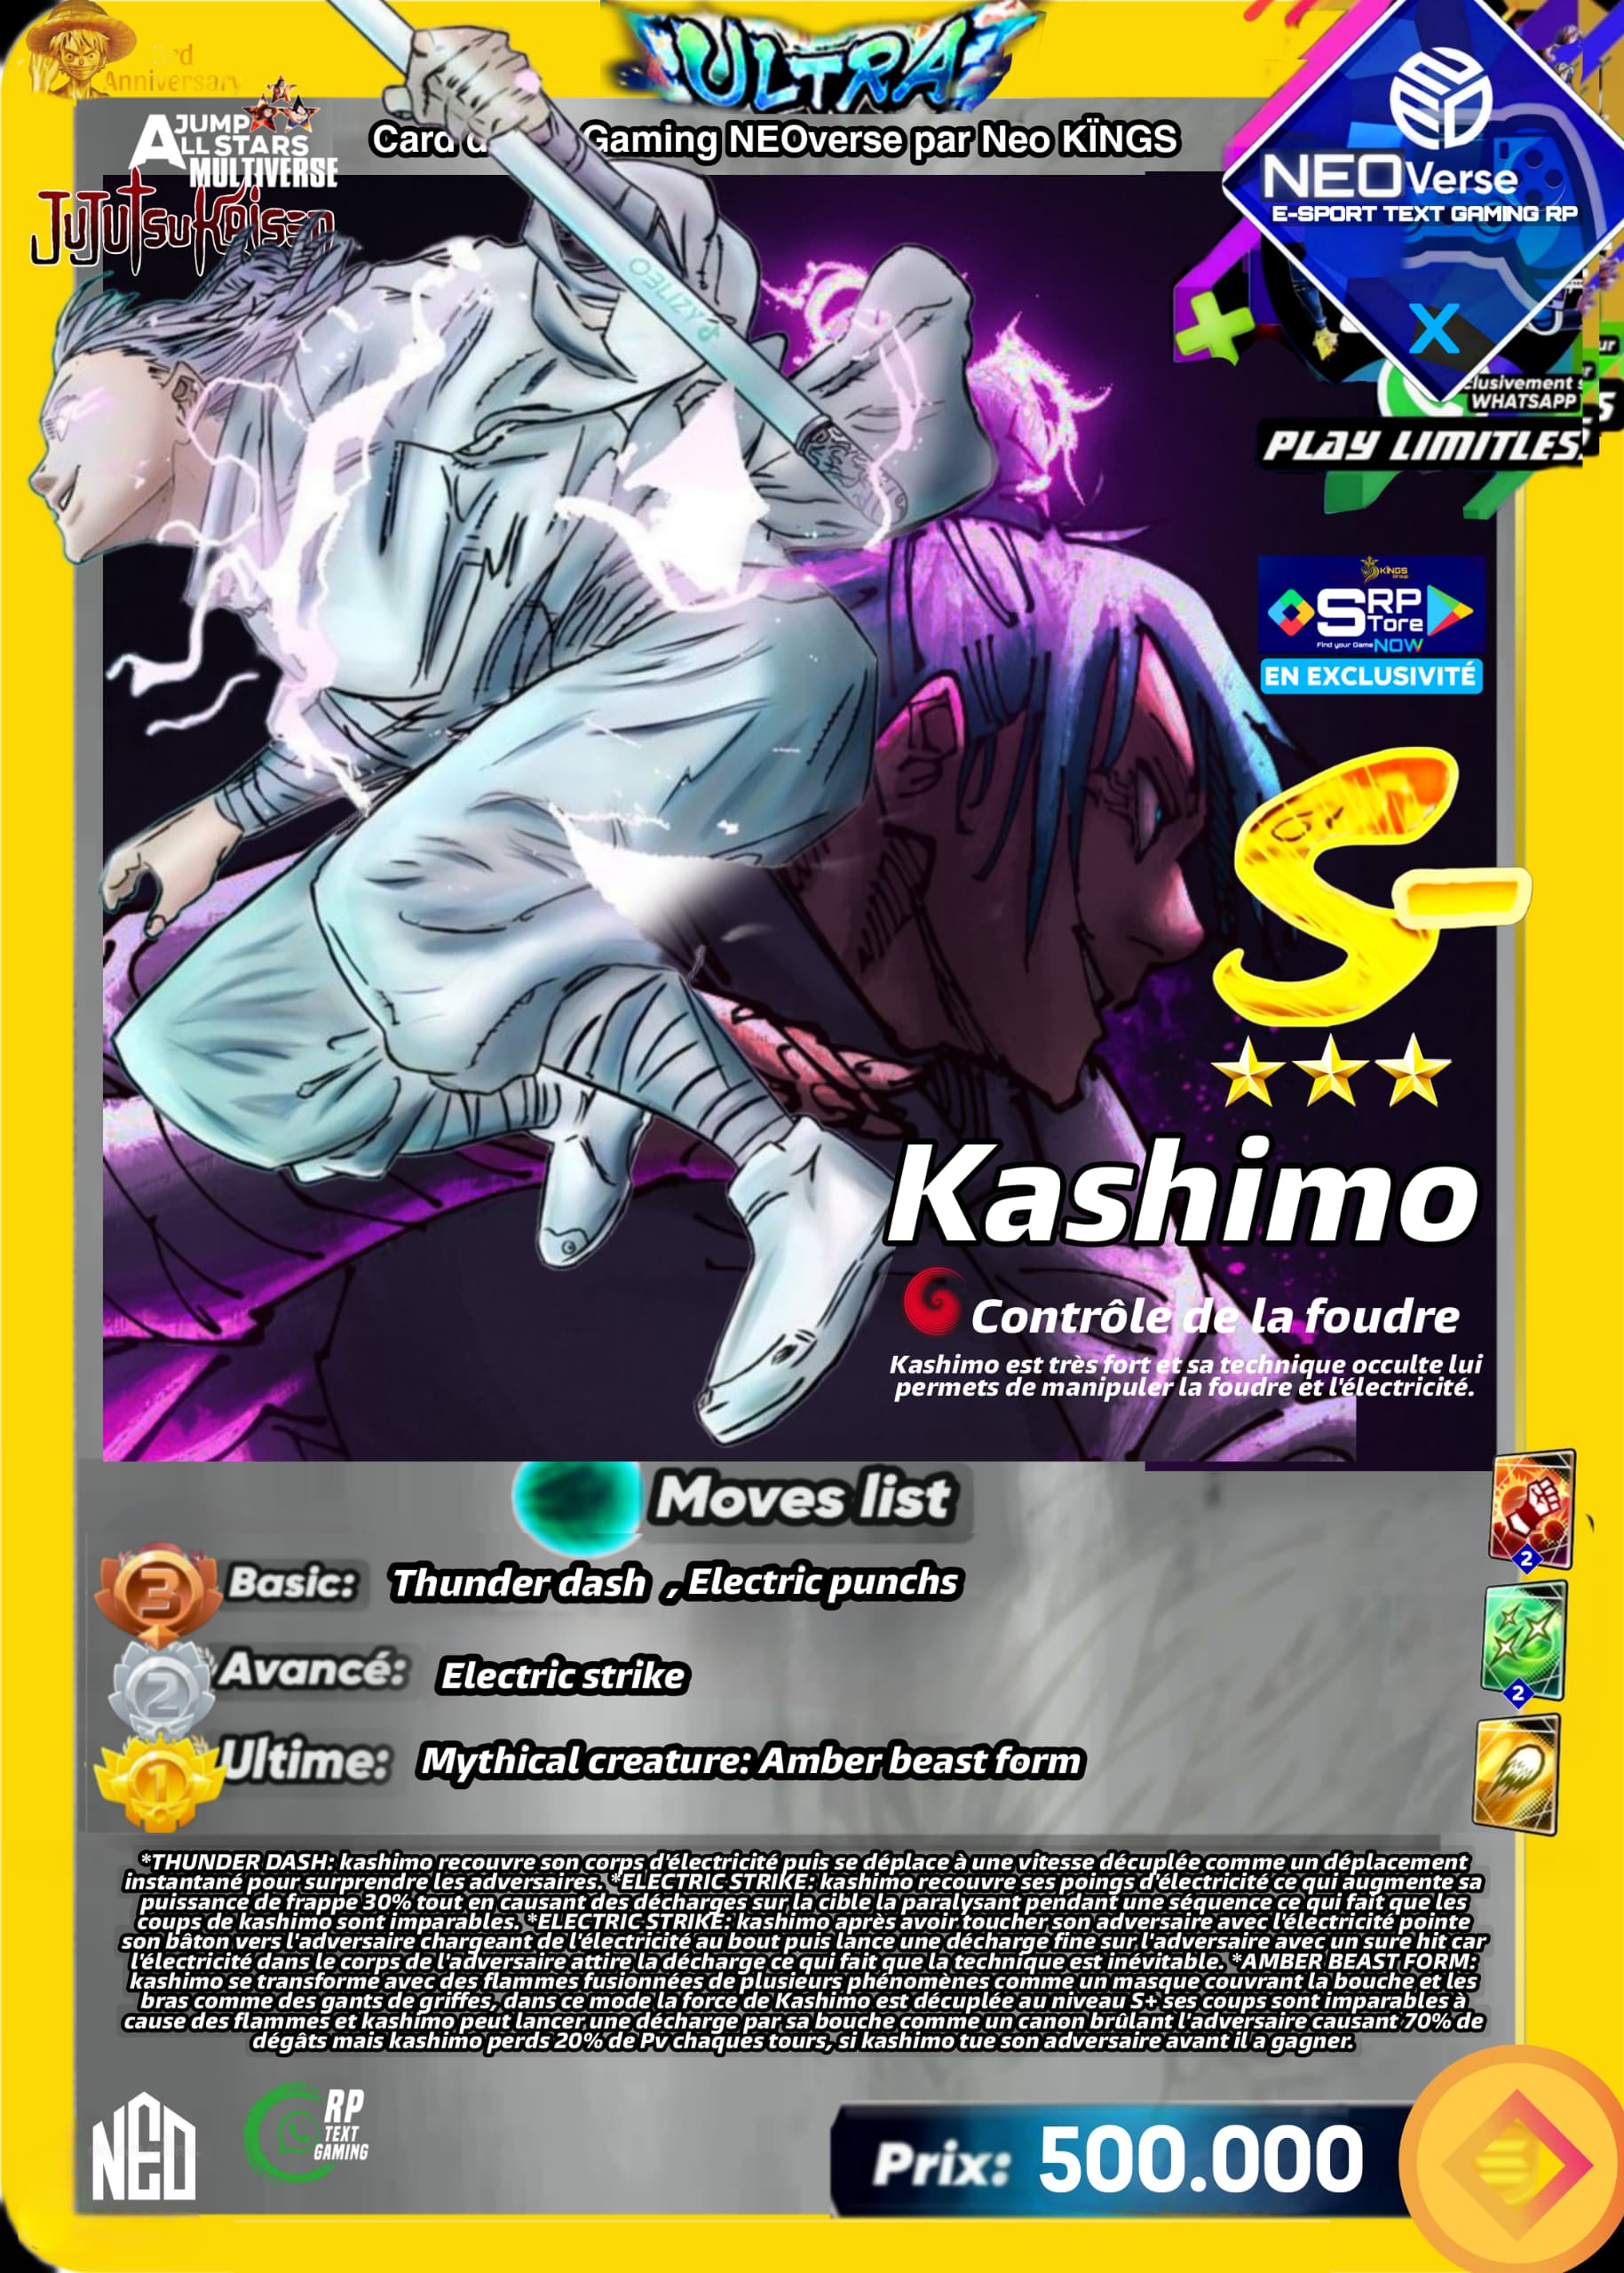 ULTRA
3rd
Anniversary
JUMP
ALL STARS
MULTIVERSE
Card Gaming NEOverse par Neo KÏNGS
JUJUTSU KAISEN
NEOVerse
E-SPORT TEXT GAMING RP
X
WHATSAPP
PLAY LIMITLES
KINGS
Group
SRP
Tore
Find your Game NOW
EN EXCLUSIVITÉ
S-
Kashimo
Contrôle de la foudre
Kashimo est très fort et sa technique occulte lui
permets de manipuler la foudre et l'électricité.
Moves list
3 Basic: Thunder dash , Electric punchs
2
2 Avancé: Electric strike
2
1 Ultime: Mythical creature: Amber beast form
*THUNDER DASH: kashimo recouvre son corps d'électricité puis se déplace à une vitesse décuplée comme un déplacement
instantané pour surprendre les adversaires. *ELECTRIC STRIKE: kashimo recouvre ses poings d'électricité ce qui augmente sa
puissance de frappe 30% tout en causant des décharges sur la cible la paralysant pendant une séquence ce qui fait que les
coups de kashimo sont imparables. *ELECTRIC STRIKE: kashimo après avoir toucher son adversaire avec l'électricité pointe
son bâton vers l'adversaire chargeant de l'électricité au bout puis lance une décharge fine sur l'adversaire avec un sure hit car
l'électricité dans le corps de l'adversaire attire la décharge ce qui fait que la technique est inévitable. *AMBER BEAST FORM:
kashimo se transforme avec des flammes fusionnées de plusieurs phénomènes comme un masque couvrant la bouche et les
bras comme des gants de griffes, dans ce mode la force de Kashimo est décuplée au niveau S+ ses coups sont imparables à
cause des flammes et kashimo peut lancer une décharge par sa bouche comme un canon brûlant l'adversaire causant 70% de
dégâts mais kashimo perds 20% de Pv chaques tours, si kashimo tue son adversaire avant il a gagner.
NEO
RP
TEXT
GAMING
Prix: 500.000